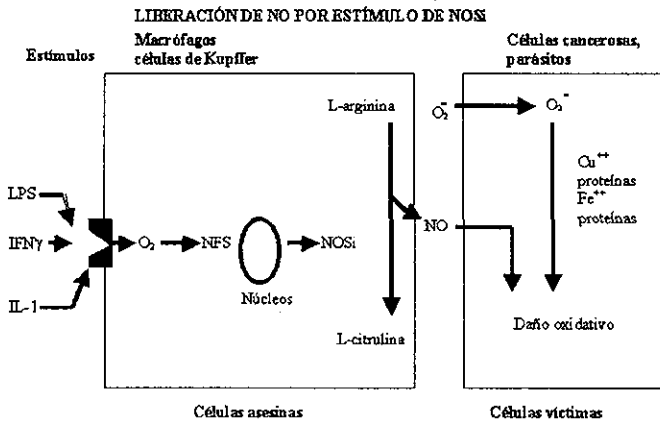 LIBERACIÓN DE NO POR ESTÍMULO DE NOSi
Estímulos
Macrófagos
células de Kupffer
Células cancerosas,
parásitos
L-arginina
O₂⁻
O₂⁻
Cu⁺⁺
proteínas
Fe⁺⁺
proteínas
LPS
IFNγ
IL-1
O₂
NFS
NOSi
NO
Núcleos
L-citrulina
Daño oxidativo
Células asesinas
Células víctimas